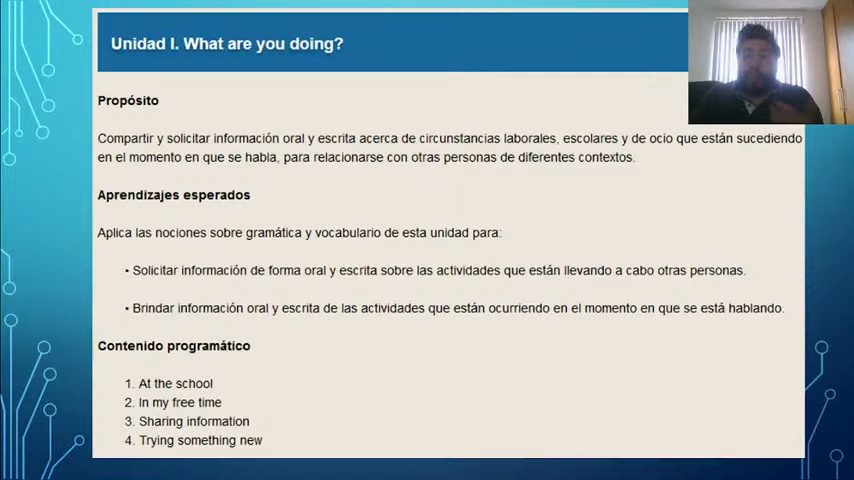 Unidad I. What are you doing?
Propósito
Compartir y solicitar información oral y escrita acerca de circunstancias laborales, escolares y de ocio que están sucediendo
en el momento en que se habla, para relacionarse con otras personas de diferentes contextos.
Aprendizajes esperados
Aplica las nociones sobre gramática y vocabulario de esta unidad para:
• Solicitar información de forma oral y escrita sobre las actividades que están llevando a cabo otras personas.
• Brindar información oral y escrita de las actividades que están ocurriendo en el momento en que se está hablando.
Contenido programático
1. At the school
2. In my free time
3. Sharing information
4. Trying something new